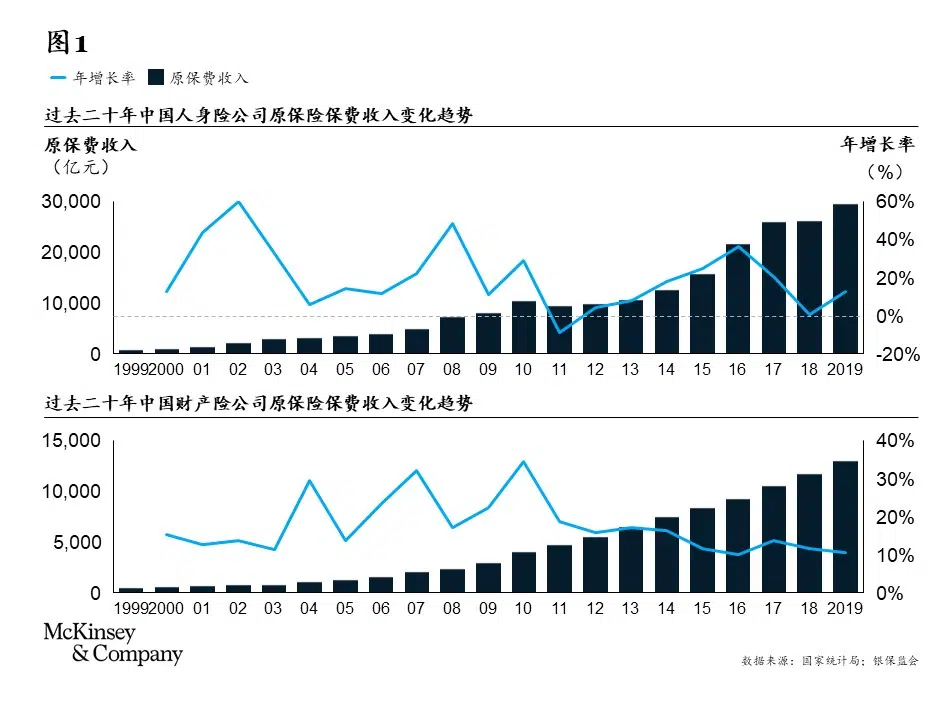 图1
年增长率 原保费收入
过去二十年中国人身险公司原保险保费收入变化趋势
原保费收入 年增长率
（亿元） （%）
30,000 60%
20,000 40%
10,000 20%
0 0%
-20%
1999 2000 01 02 03 04 05 06 07 08 09 10 11 12 13 14 15 16 17 18 2019
过去二十年中国财产险公司原保险保费收入变化趋势
15,000 40%
10,000 30%
5,000 20%
0 10%
0%
1999 2000 01 02 03 04 05 06 07 08 09 10 11 12 13 14 15 16 17 18 2019
McKinsey
& Company
数据来源：国家统计局；银保监会